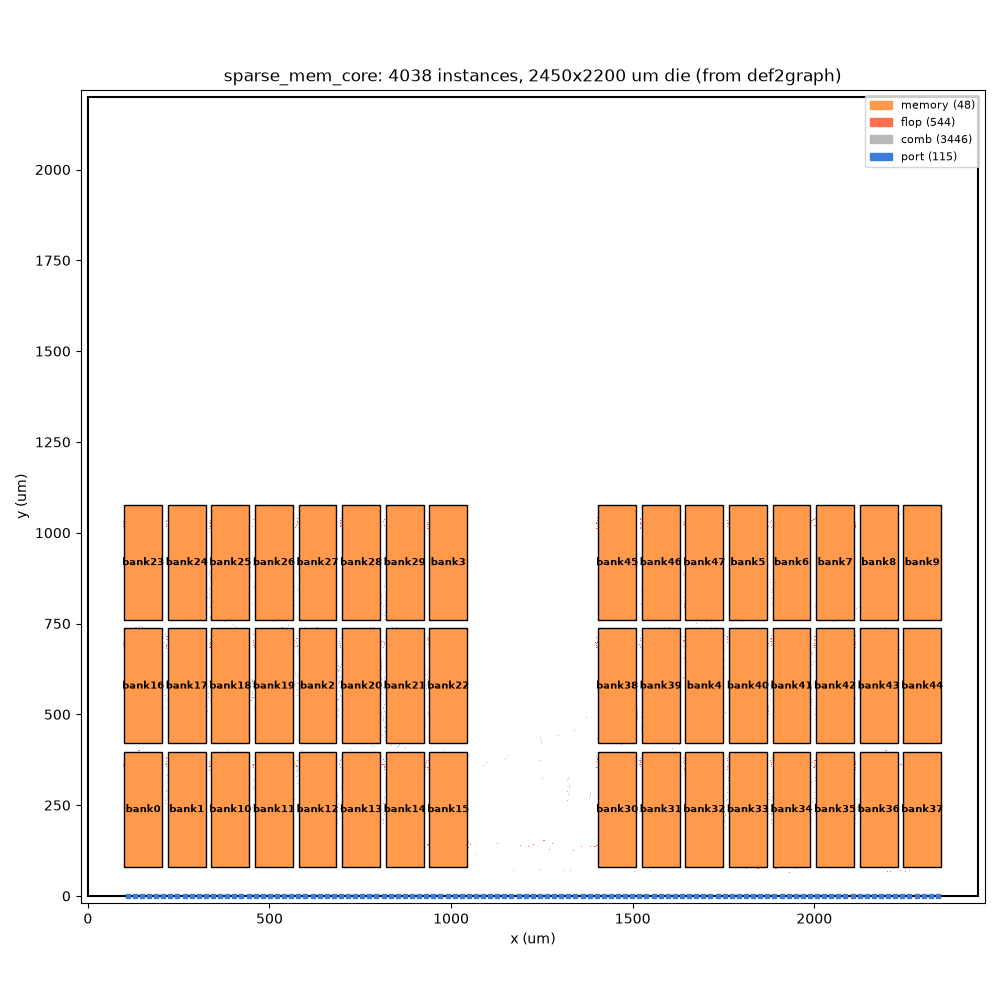 sparse_mem_core: 4038 instances, 2450x2200 um die (from def2graph)
memory (48)
flop (544)
comb (3446)
port (115)
y (um)
2000
1750
1500
1250
1000
750
500
250
0
bank23 bank24 bank25 bank26 bank27 bank28 bank29 bank3 bank45 bank46 bank47 bank5 bank6 bank7 bank8 bank9
bank16 bank17 bank18 bank19 bank2 bank20 bank21 bank22 bank38 bank39 bank4 bank40 bank41 bank42 bank43 bank44
bank0 bank1 bank10 bank11 bank12 bank13 bank14 bank15 bank30 bank31 bank32 bank33 bank34 bank35 bank36 bank37
0 500 1000 1500 2000
x (um)